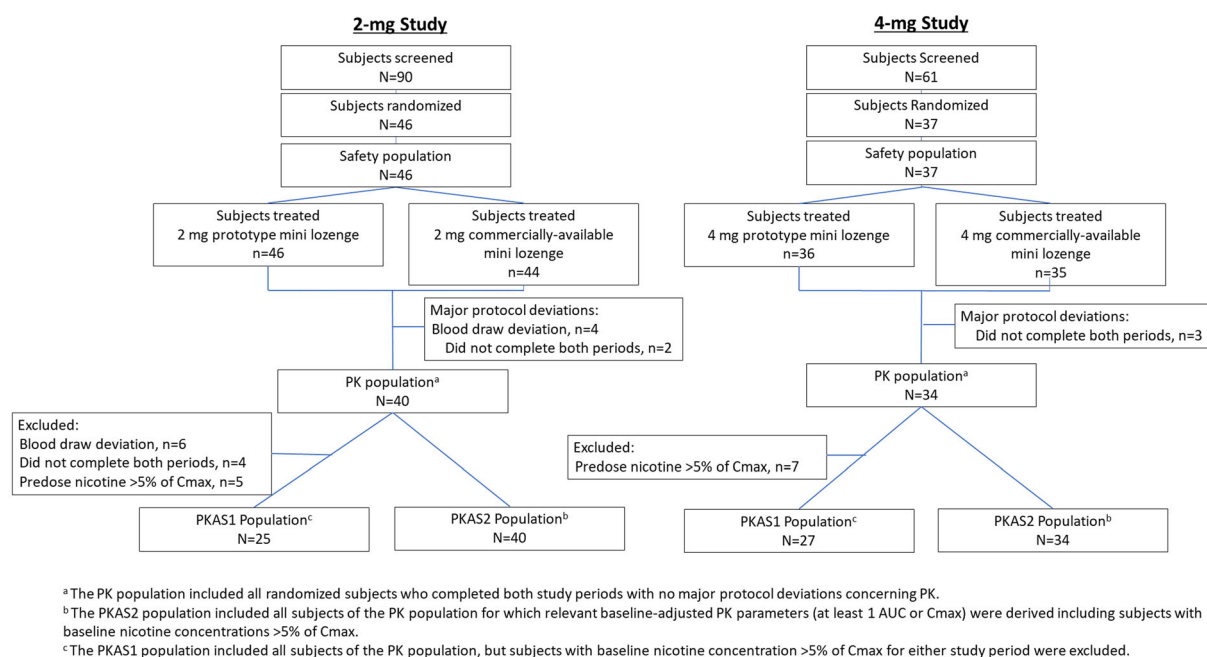 2-mg Study
Subjects screened
N=90
Subjects randomized
N=46
Safety population
N=46
Subjects treated
2 mg prototype mini lozenge
n=46
Subjects treated
2 mg commercially-available
mini lozenge
n=44
Major protocol deviations:
Blood draw deviation, n=4
Did not complete both periods, n=2
PK populationᵃ
N=40
Excluded:
Blood draw deviation, n=6
Did not complete both periods, n=4
Predose nicotine >5% of Cmax, n=5
PKAS1 Populationᶜ
N=25
PKAS2 Populationᵇ
N=40
4-mg Study
Subjects Screened
N=61
Subjects Randomized
N=37
Safety population
N=37
Subjects treated
4 mg prototype mini lozenge
n=36
Subjects treated
4 mg commercially-available
mini lozenge
n=35
Major protocol deviations:
Did not complete both periods, n=3
PK populationᵃ
N=34
Excluded:
Predose nicotine >5% of Cmax, n=7
PKAS1 Populationᶜ
N=27
PKAS2 Populationᵇ
N=34
ᵃ The PK population included all randomized subjects who completed both study periods with no major protocol deviations concerning PK.
ᵇ The PKAS2 population included all subjects of the PK population for which relevant baseline-adjusted PK parameters (at least 1 AUC or Cmax) were derived including subjects with
baseline nicotine concentrations >5% of Cmax.
ᶜ The PKAS1 population included all subjects of the PK population, but subjects with baseline nicotine concentration >5% of Cmax for either study period were excluded.